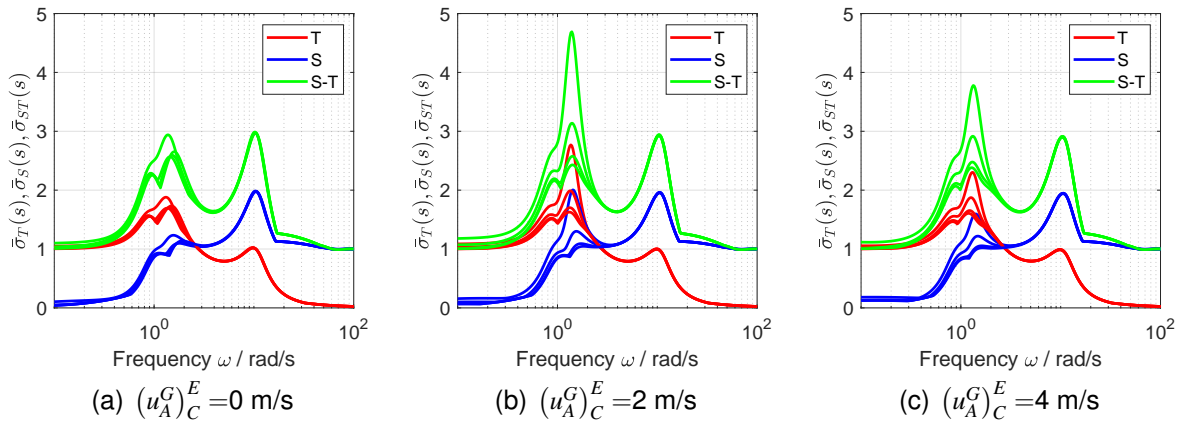 5
4
3
2
1
0
σ̄_T(s), σ̄_S(s), σ̄_ST(s)
T
S
S-T
10^0
10^2
Frequency ω / rad/s
(a) (u_A^G)_C^E =0 m/s
5
4
3
2
1
0
σ̄_T(s), σ̄_S(s), σ̄_ST(s)
T
S
S-T
10^0
10^2
Frequency ω / rad/s
(b) (u_A^G)_C^E =2 m/s
5
4
3
2
1
0
σ̄_T(s), σ̄_S(s), σ̄_ST(s)
T
S
S-T
10^0
10^2
Frequency ω / rad/s
(c) (u_A^G)_C^E =4 m/s